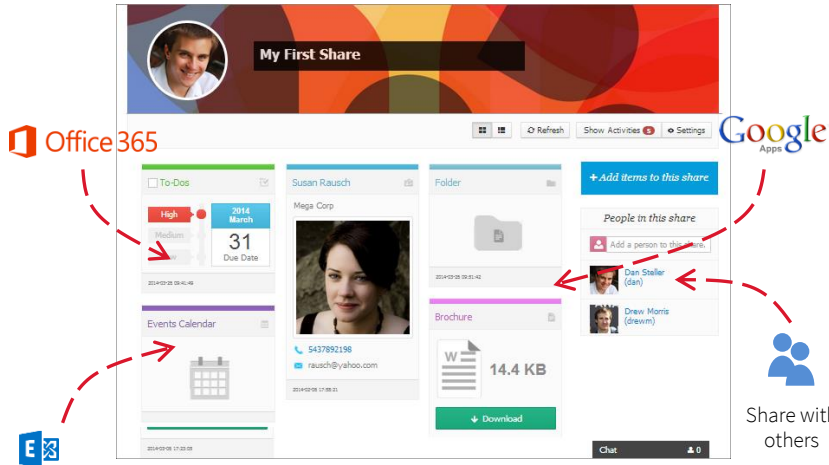 My First Share
Office 365
Refresh
Show Activities 5
Settings
Google
Apps
To-Dos
High
Medium
2014
March
31
Due Date
Susan Rausch
Mega Corp
5437892198
rausch@yahoo.com
Folder
+ Add items to this share
People in this share
Add a person to this share.
Dan Steller
(dan)
Drew Morris
(drewm)
Events Calendar
Brochure
W
14.4 KB
Download
E
Share with
others
Chat
0